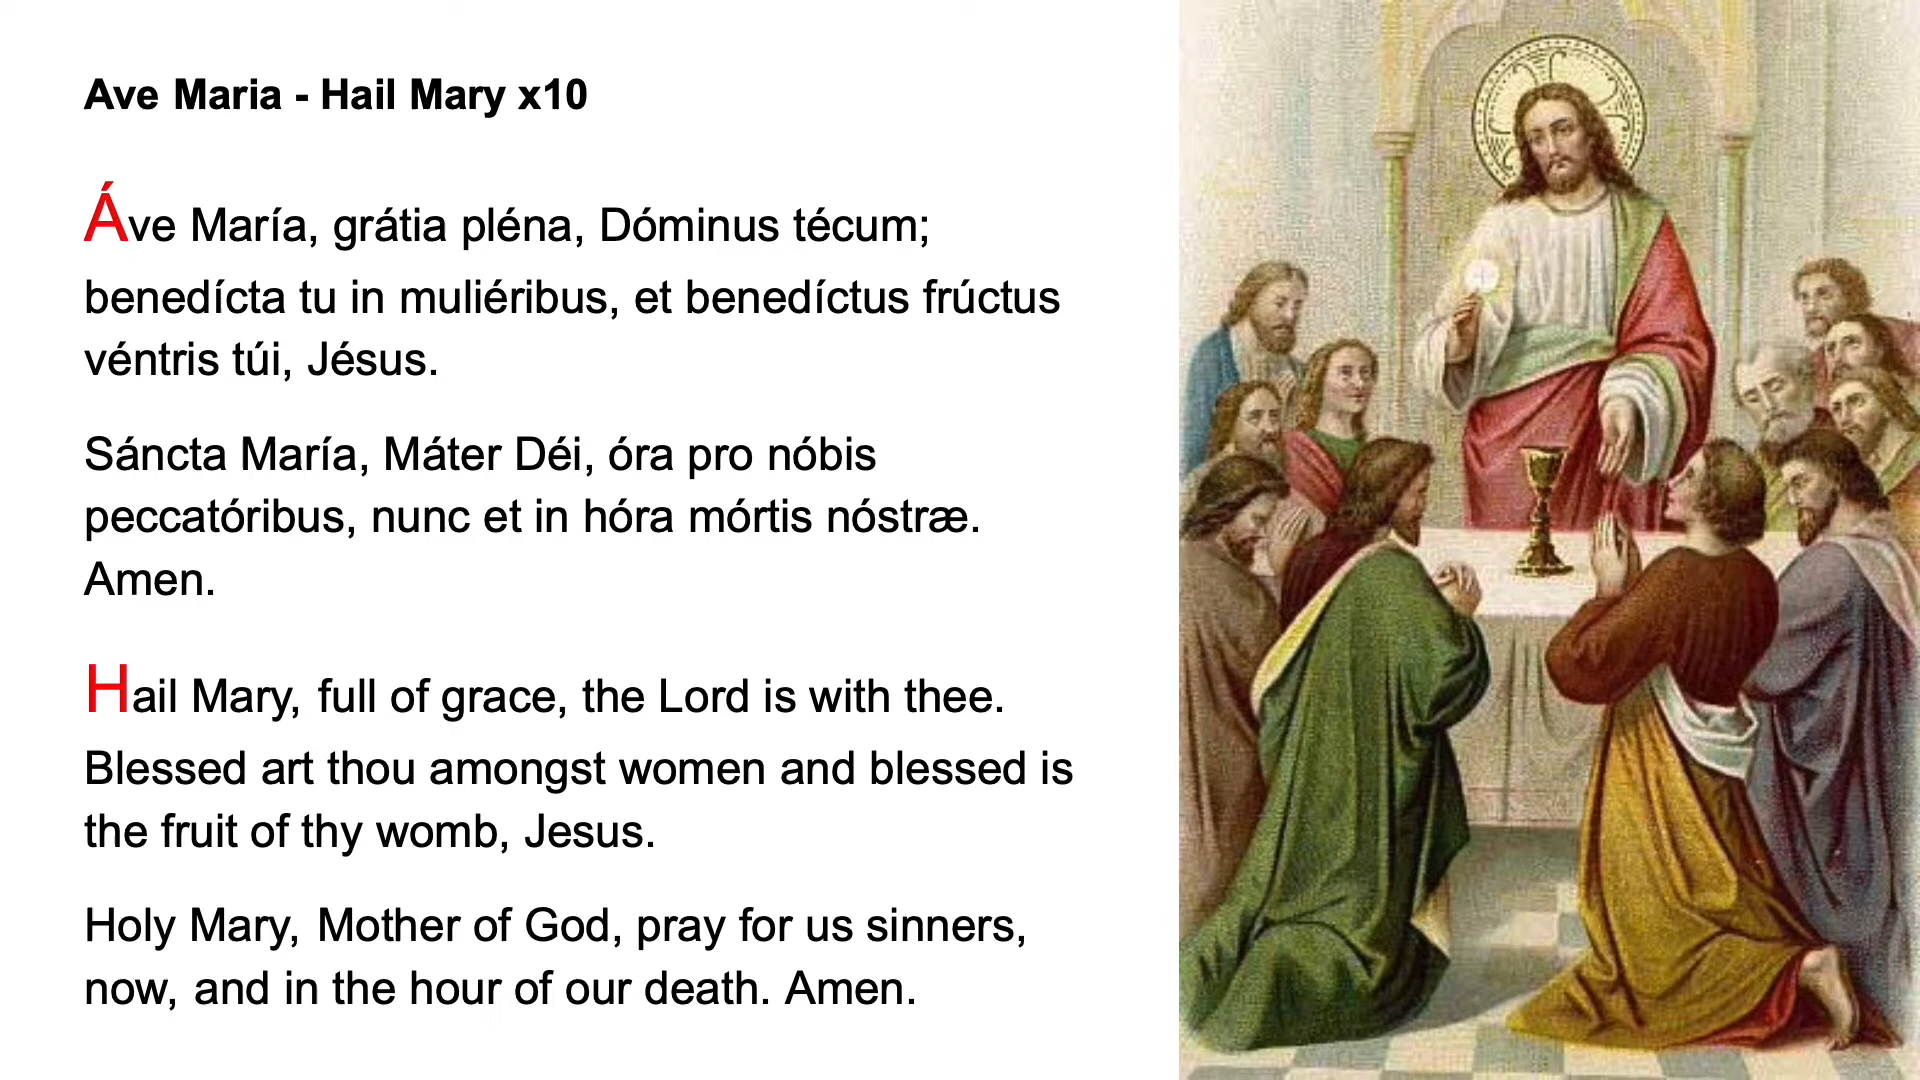 Ave Maria - Hail Mary x10
Áve María, grátia pléna, Dóminus técum;
benedícta tu in muliéribus, et benedíctus frúctus
véntris túi, Jésus.
Sáncta María, Máter Déi, óra pro nóbis
peccatóribus, nunc et in hóra mórtis nóstræ.
Amen.
Hail Mary, full of grace, the Lord is with thee.
Blessed art thou amongst women and blessed is
the fruit of thy womb, Jesus.
Holy Mary, Mother of God, pray for us sinners,
now, and in the hour of our death. Amen.